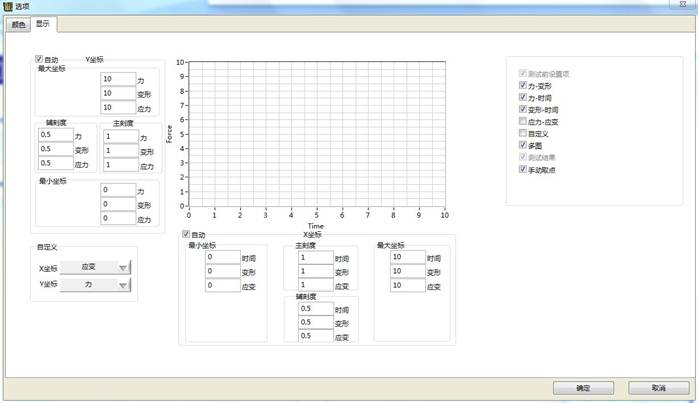 选项
颜色 显示
自动 Y坐标
最大坐标
10 力
10 变形
10 应力
辅刻度 主刻度
0.5 力 1 力
0.5 变形 1 变形
0.5 应力 1 应力
最小坐标
0 力
0 变形
0 应力
自定义
X坐标 应变
Y坐标 力
10
9
8
7
6
5
4
3
2
1
0
Force
0 1 2 3 4 5 6 7 8 9 10
Time
自动 X坐标
最小坐标 主刻度 最大坐标
0 时间 1 时间 10 时间
0 变形 1 变形 10 变形
0 应变 1 应变 10 应变
辅刻度
0.5 时间
0.5 变形
0.5 应变
测试前设置项
力-变形
力-时间
变形-时间
应力-应变
自定义
多图
测试结果
手动取点
确定 取消